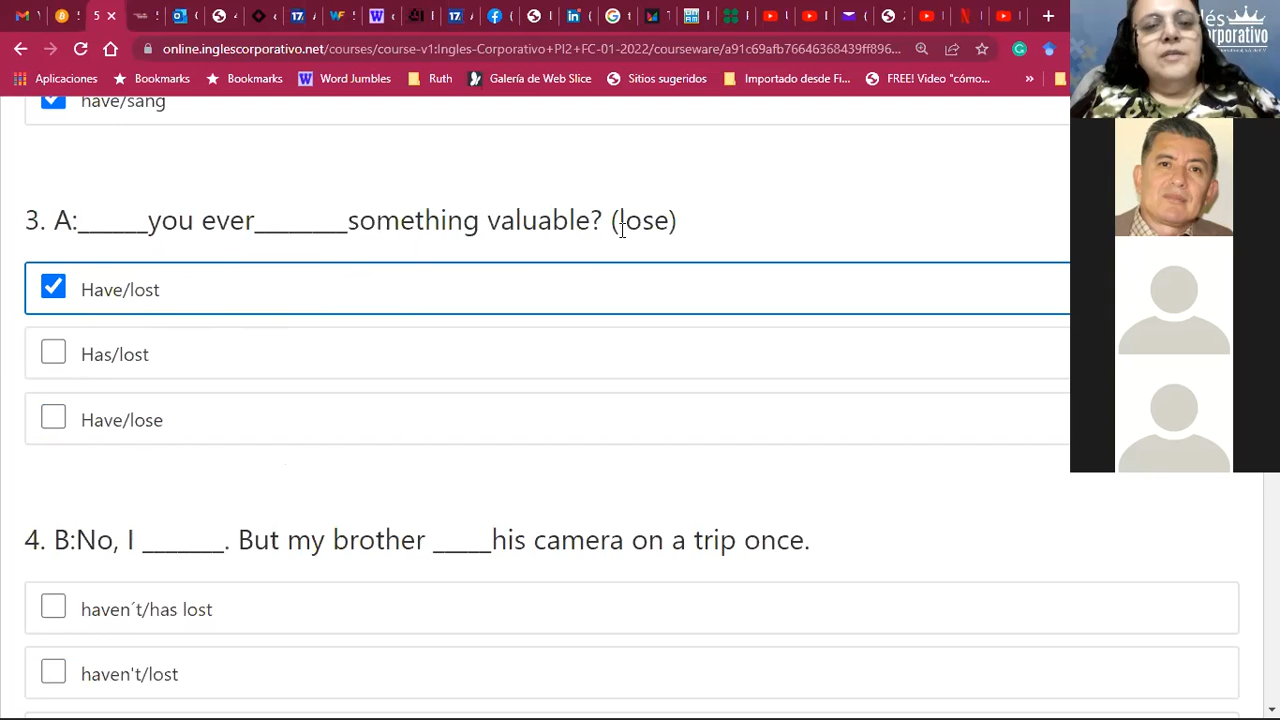 5
online.inglescorporativo.net/courses/course-v1:Ingles-Corporativo+PI2+FC-01-2022/courseware/a91c69afb76646368439ff896...
Aplicaciones Bookmarks Bookmarks Word Jumbles Ruth Galería de Web Slice Sitios sugeridos Importado desde Fi... FREE! Video "cómo... »
have/sang
3. A:______you ever________something valuable? (lose)
Have/lost
Has/lost
Have/lose
4. B:No, I _______. But my brother _____his camera on a trip once.
haven´t/has lost
haven't/lost